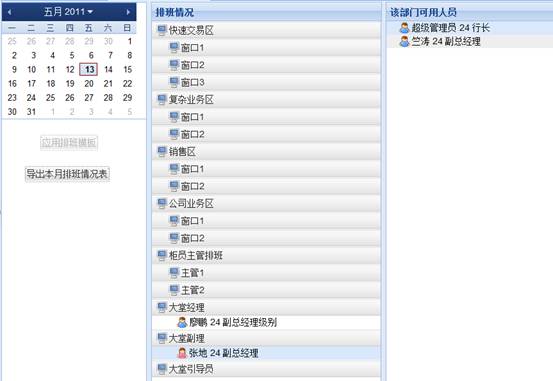 五月 2011
一 二 三 四 五 六 日
25 26 27 28 29 30 1
2 3 4 5 6 7 8
9 10 11 12 13 14 15
16 17 18 19 20 21 22
23 24 25 26 27 28 29
30 31 1 2 3 4 5
应用排班模板
导出本月排班情况表
排班情况
快速交易区
窗口1
窗口2
窗口3
复杂业务区
窗口1
窗口2
销售区
窗口1
窗口2
公司业务区
窗口1
窗口2
柜员主管排班
主管1
主管2
大堂经理
廖鹏 24 副总经理级别
大堂副理
张地 24 副总经理
大堂引导员
该部门可用人员
超级管理员 24 行长
竺涛 24 副总经理